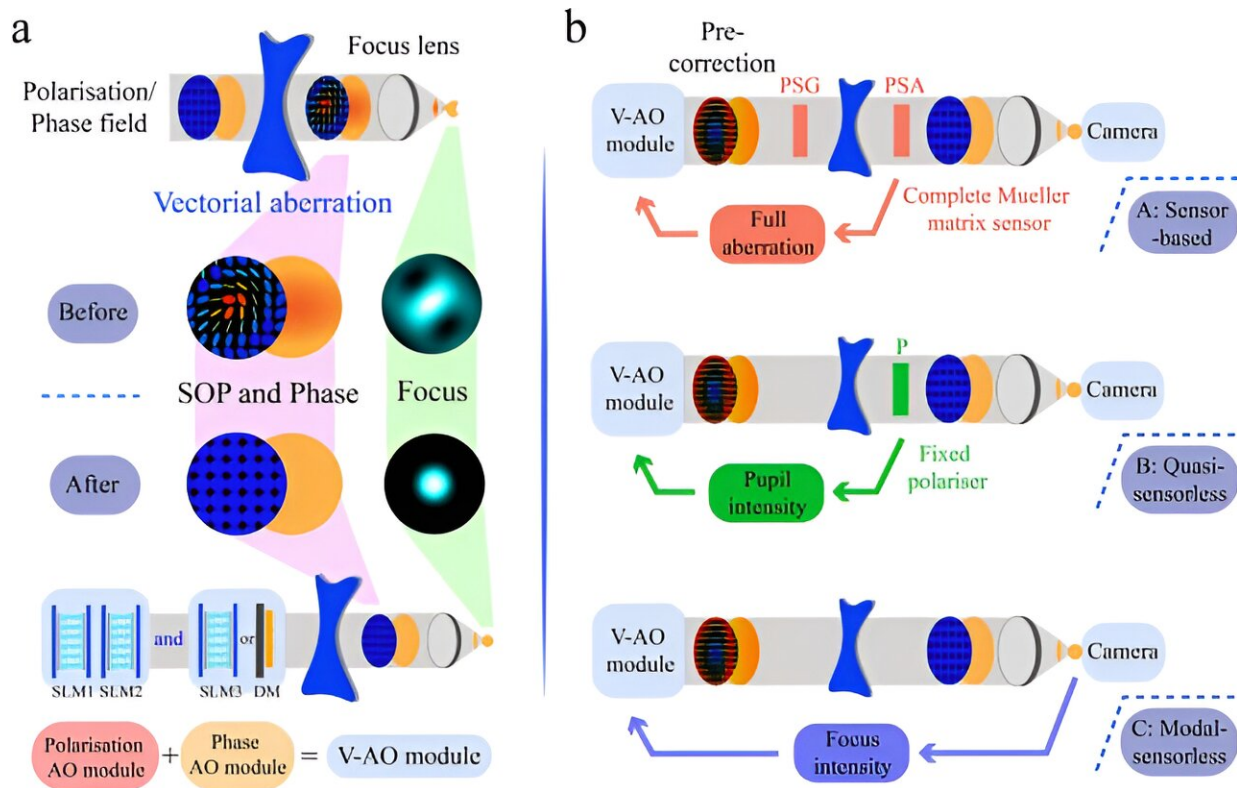 a
Focus lens
Polarisation/
Phase field
Vectorial aberration
Before
SOP and Phase
Focus
After
and
or
SLM1
SLM2
SLM3
DM
Polarisation
AO module
+
Phase
AO module
=
V-AO module
b
Pre-
correction
PSG
PSA
V-AO
module
Camera
Full
aberration
Complete Mueller
matrix sensor
A: Sensor
-based
P
V-AO
module
Camera
Pupil
intensity
Fixed
polariser
B: Quasi-
sensorless
V-AO
module
Camera
Focus
intensity
C: Modal-
sensorless